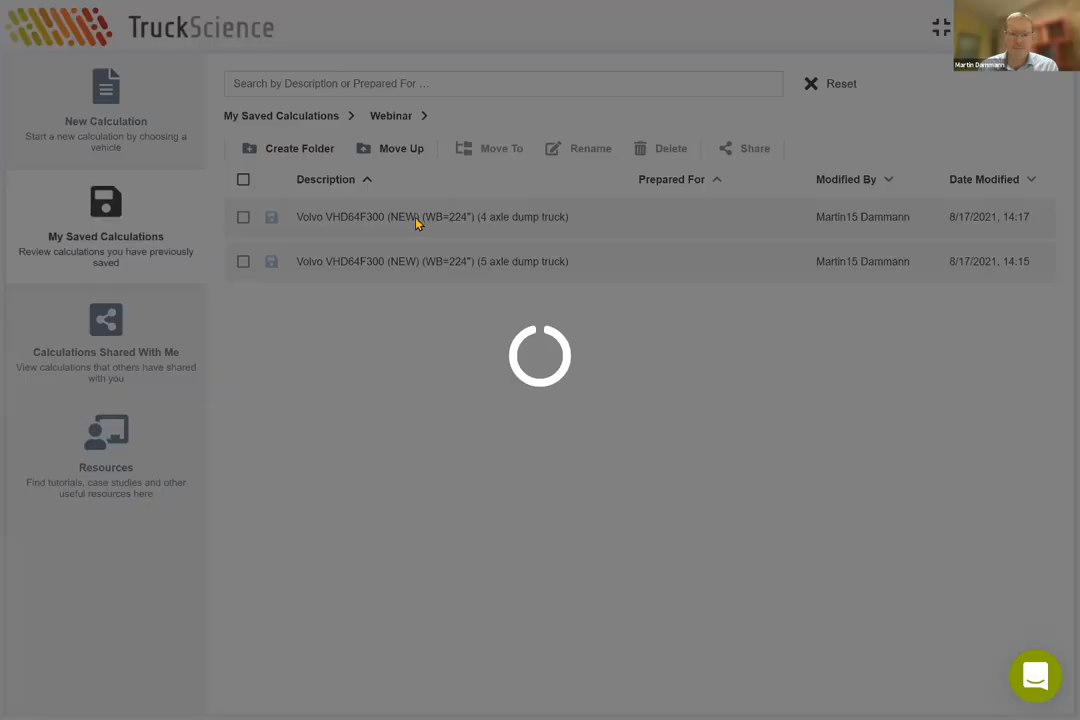 TruckScience
Martin Dammann
New Calculation
Start a new calculation by choosing a
vehicle
My Saved Calculations
Review calculations you have previously
saved
Calculations Shared With Me
View calculations that others have shared
with you
Resources
Find tutorials, case studies and other
useful resources here
Search by Description or Prepared For ...
Reset
My Saved Calculations > Webinar >
Create Folder Move Up Move To Rename Delete Share
Description Prepared For Modified By Date Modified
Volvo VHD64F300 (NEW) (WB=224") (4 axle dump truck) Martin15 Dammann 8/17/2021, 14:17
Volvo VHD64F300 (NEW) (WB=224") (5 axle dump truck) Martin15 Dammann 8/17/2021, 14:15